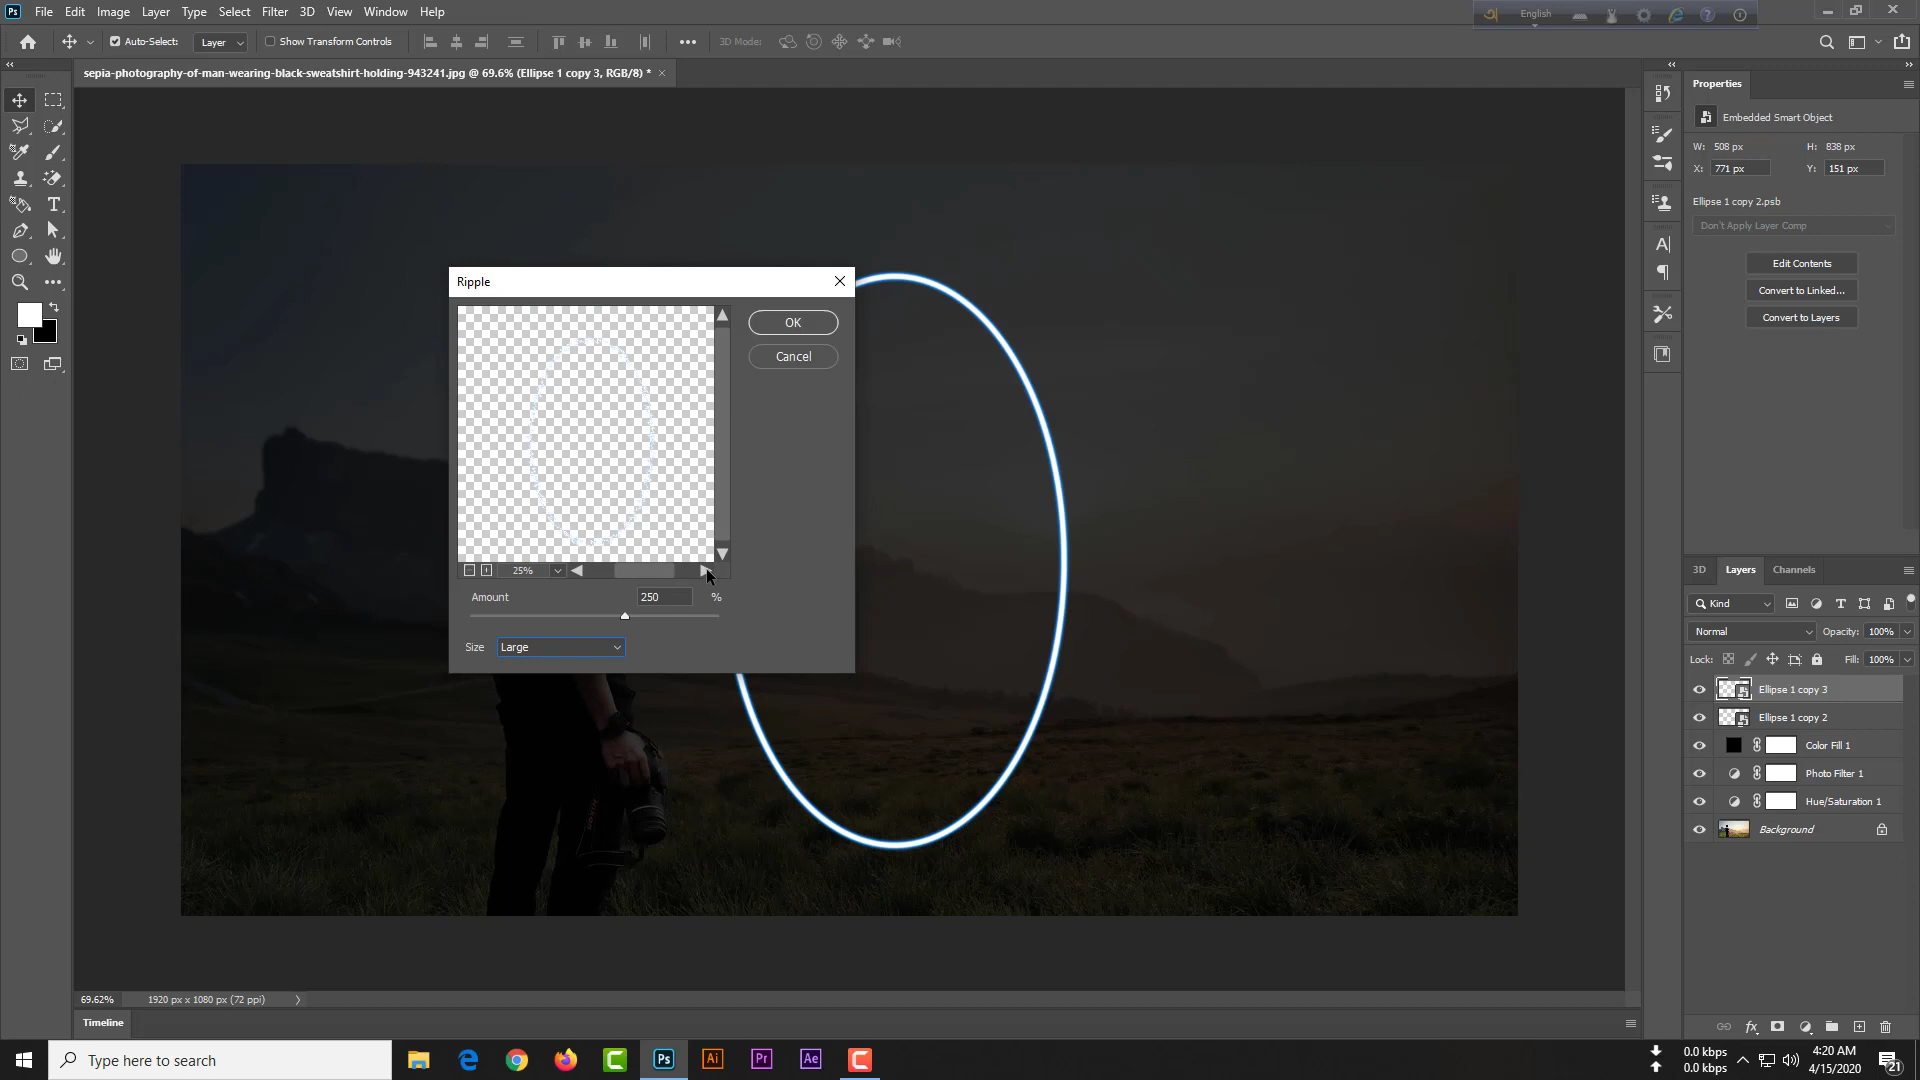 Ps File Edit Image Layer Type Select Filter 3D View Window Help
English
Auto-Select: Layer Show Transform Controls 3D Mode:
sepia-photography-of-man-wearing-black-sweatshirt-holding-943241.jpg @ 69.6% (Ellipse 1 copy 3, RGB/8) *
Ripple
OK
Cancel
25%
Amount 250 %
Size Large
Properties
Embedded Smart Object
W: 508 px H: 838 px
X: 771 px Y: 151 px
Ellipse 1 copy 2.psb
Don't Apply Layer Comp
Edit Contents
Convert to Linked...
Convert to Layers
3D Layers Channels
Kind
Normal Opacity: 100%
Lock: Fill: 100%
Ellipse 1 copy 3
Ellipse 1 copy 2
Color Fill 1
Photo Filter 1
Hue/Saturation 1
Background
69.62% 1920 px x 1080 px (72 ppi)
Timeline
Type here to search
Ps Ai Pr Ae
0.0 kbps
0.0 kbps
4:20 AM
4/15/2020
21